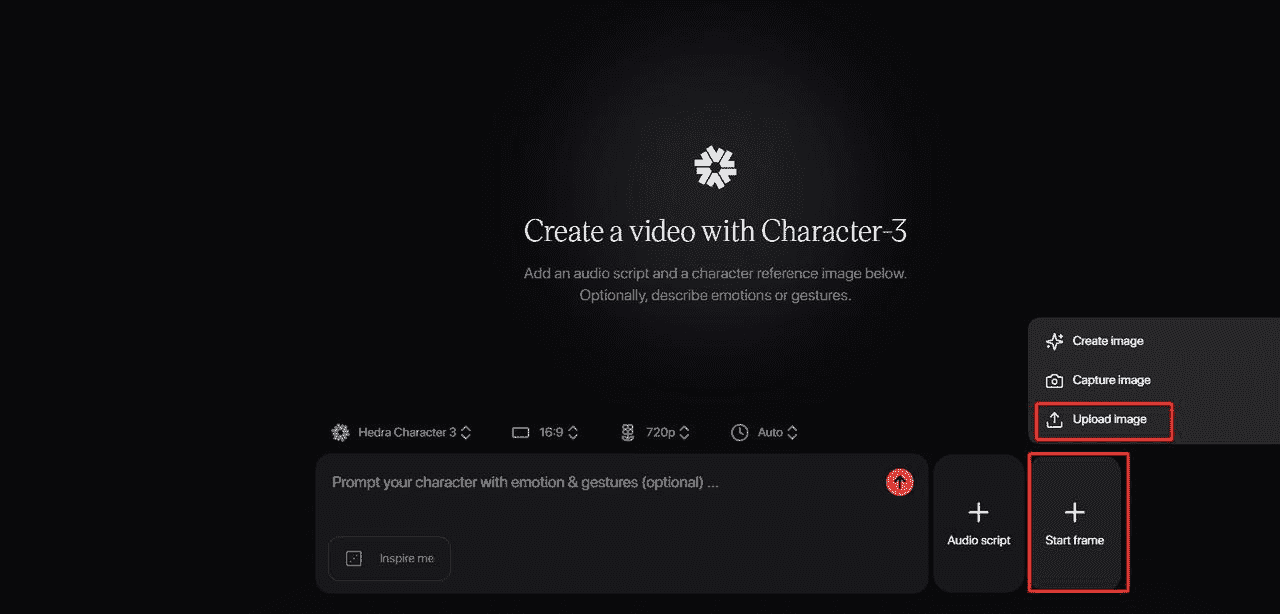 Create a video with Character-3
Add an audio script and a character reference image below.
Optionally, describe emotions or gestures.
Create image
Capture image
Upload image
Hedra Character 3
16:9
720p
Auto
Prompt your character with emotion & gestures (optional) ...
Inspire me
Audio script
Start frame